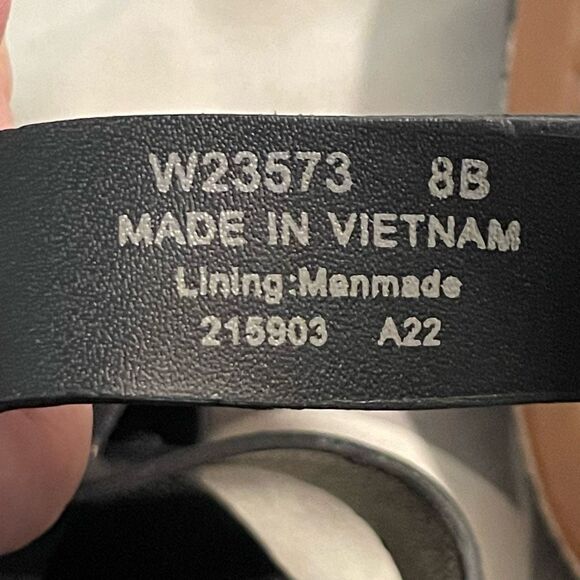 W23573 8B
MADE IN VIETNAM
Lining:Manmade
215903 A22